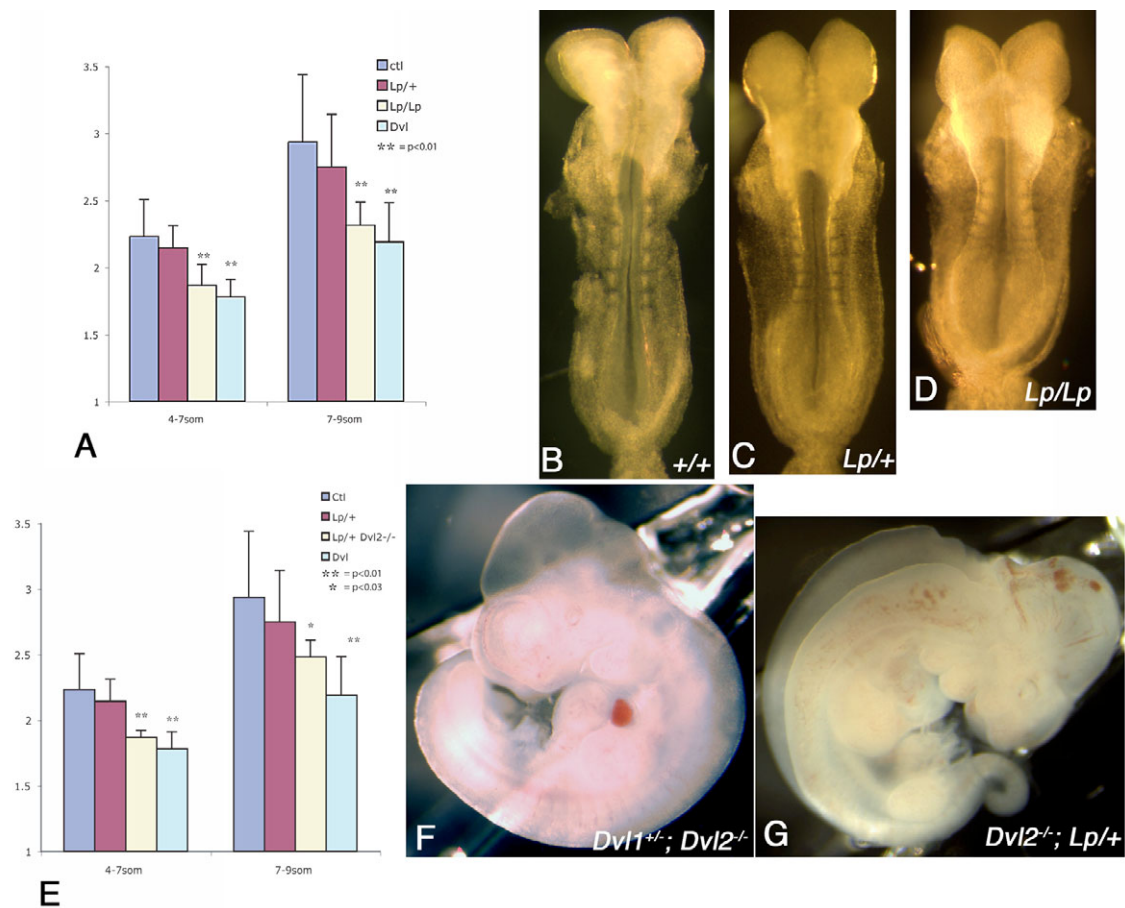 3.5
3
2.5
2
1.5
1
ctl
Lp/+
Lp/Lp
Dvl
** = p<0.01
** **
** **
4-7som 7-9som
A
B
+/+
C
Lp/+
D
Lp/Lp
3.5
3
2.5
2
1.5
1
Ctl
Lp/+
Lp/+ Dvl2-/-
Dvl
** = p<0.01
* = p<0.03
** **
* **
4-7som 7-9som
E
F
Dvl1+/-; Dvl2-/-
G
Dvl2-/-; Lp/+